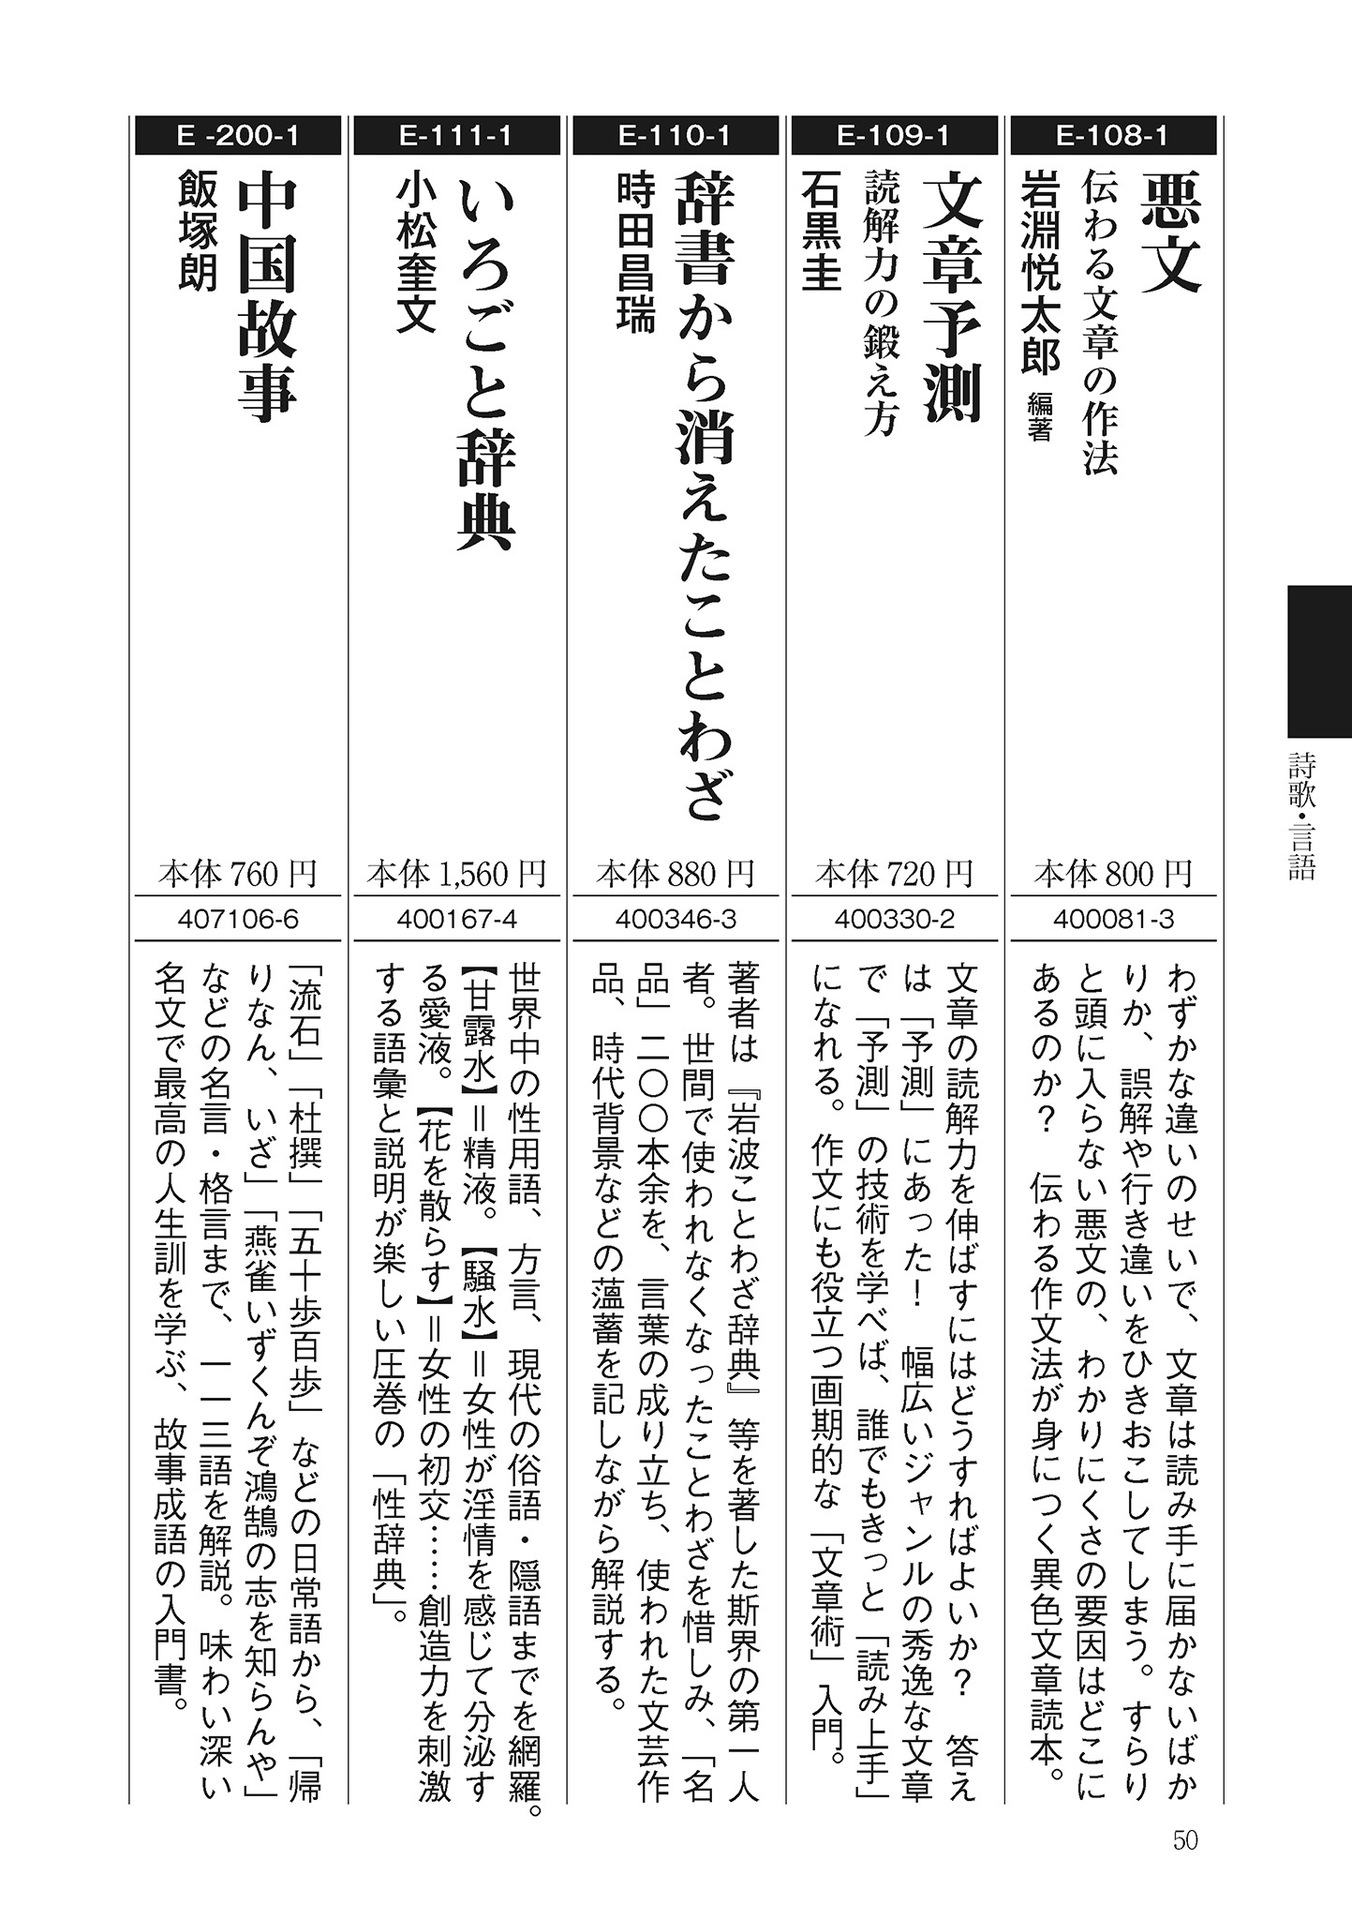 詩歌・言語
E-108-1
悪文
伝わる文章の作法
岩淵悦太郎 編著
本体 800 円
400081-3
わずかな違いのせいで、文章は読み手に届かないばか
りか、誤解や行き違いをひきおこしてしまう。すらり
と頭に入らない悪文の、わかりにくさの要因はどこに
あるのか？　伝わる作文法が身につく異色文章読本。
E-109-1
文章予測
読解力の鍛え方
石黒圭
本体 720 円
400330-2
文章の読解力を伸ばすにはどうすればよいか？　答え
は「予測」にあった！　幅広いジャンルの秀逸な文章
で「予測」の技術を学べば、誰でもきっと「読み上手」
になれる。作文にも役立つ画期的な「文章術」入門。
E-110-1
辞書から消えたことわざ
時田昌瑞
本体 880 円
400346-3
著者は『岩波ことわざ辞典』等を著した斯界の第一人
者。世間で使われなくなったことわざを惜しみ、「名
品」二〇〇本余を、言葉の成り立ち、使われた文芸作
品、時代背景などの薀蓄を記しながら解説する。
E-111-1
いろごと辞典
小松奎文
本体 1,560 円
400167-4
世界中の性用語、方言、現代の俗語・隠語までを網羅。
【甘露水】＝精液。【騒水】＝女性が淫情を感じて分泌す
る愛液。【花を散らす】＝女性の初交……創造力を刺激
する語彙と説明が楽しい圧巻の「性辞典」。
E -200-1
中国故事
飯塚朗
本体 760 円
407106-6
「流石」「杜撰」「五十歩百歩」などの日常語から、「帰
りなん、いざ」「燕雀いずくんぞ鴻鵠の志を知らんや」
などの名言・格言まで、一一三語を解説。味わい深い
名文で最高の人生訓を学ぶ、故事成語の入門書。
50